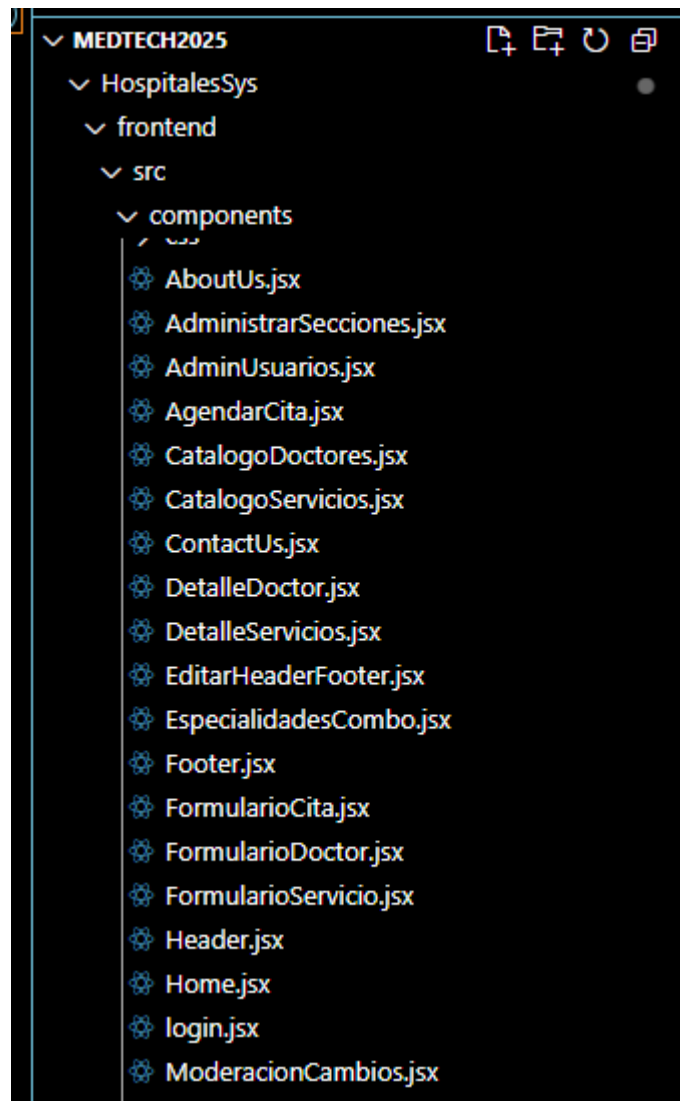 MEDTECH2025
HospitalesSys
frontend
src
components
AboutUs.jsx
AdministrarSecciones.jsx
AdminUsuarios.jsx
AgendarCita.jsx
CatalogoDoctores.jsx
CatalogoServicios.jsx
ContactUs.jsx
DetalleDoctor.jsx
DetalleServicios.jsx
EditarHeaderFooter.jsx
EspecialidadesCombo.jsx
Footer.jsx
FormularioCita.jsx
FormularioDoctor.jsx
FormularioServicio.jsx
Header.jsx
Home.jsx
login.jsx
ModeracionCambios.jsx